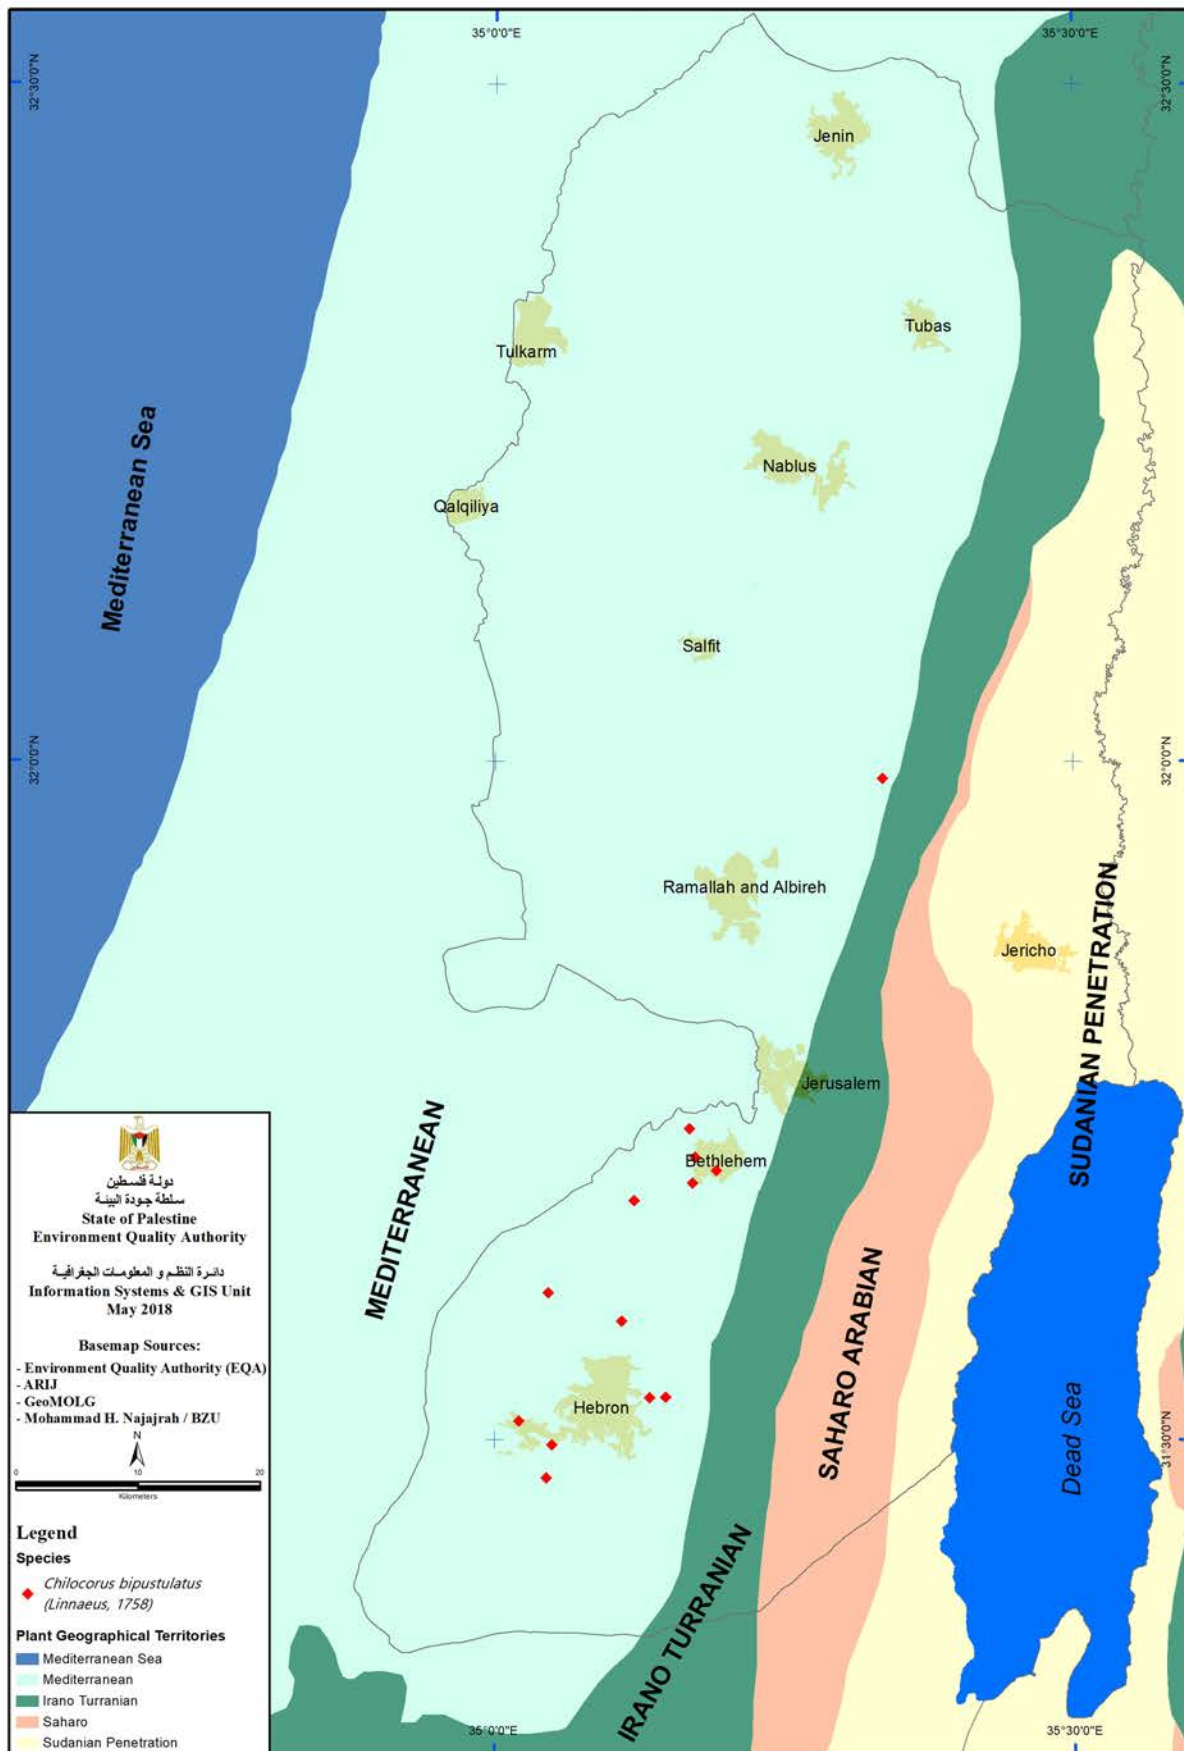 35°0'0"E
35°30'0"E
32°30'0"N
32°30'0"N
Jenin
Tulkarm
Tubas
Mediterranean Sea
Nablus
Qalqiliya
Salfit
32°0'0"N
32°0'0"N
Ramallah and Albireh
Jericho
SUDANIAN PENETRATION
Jerusalem
MEDITERRANEAN
Bethlehem
SAHARO ARABIAN
Hebron
Dead Sea
31°30'0"N
IRANO TURRANIAN
35°0'0"E
35°30'0"E
دولة فلسطين
سلطة جودة البيئة
State of Palestine
Environment Quality Authority
دائرة النظم و المعلومات الجغرافية
Information Systems & GIS Unit
May 2018
Basemap Sources:
- Environment Quality Authority (EQA)
- ARIJ
- GeoMOLG
- Mohammad H. Najajrah / BZU
N
0 10 20
Kilometers
Legend
Species
Chilocorus bipustulatus
(Linnaeus, 1758)
Plant Geographical Territories
Mediterranean Sea
Mediterranean
Irano Turranian
Saharo
Sudanian Penetration